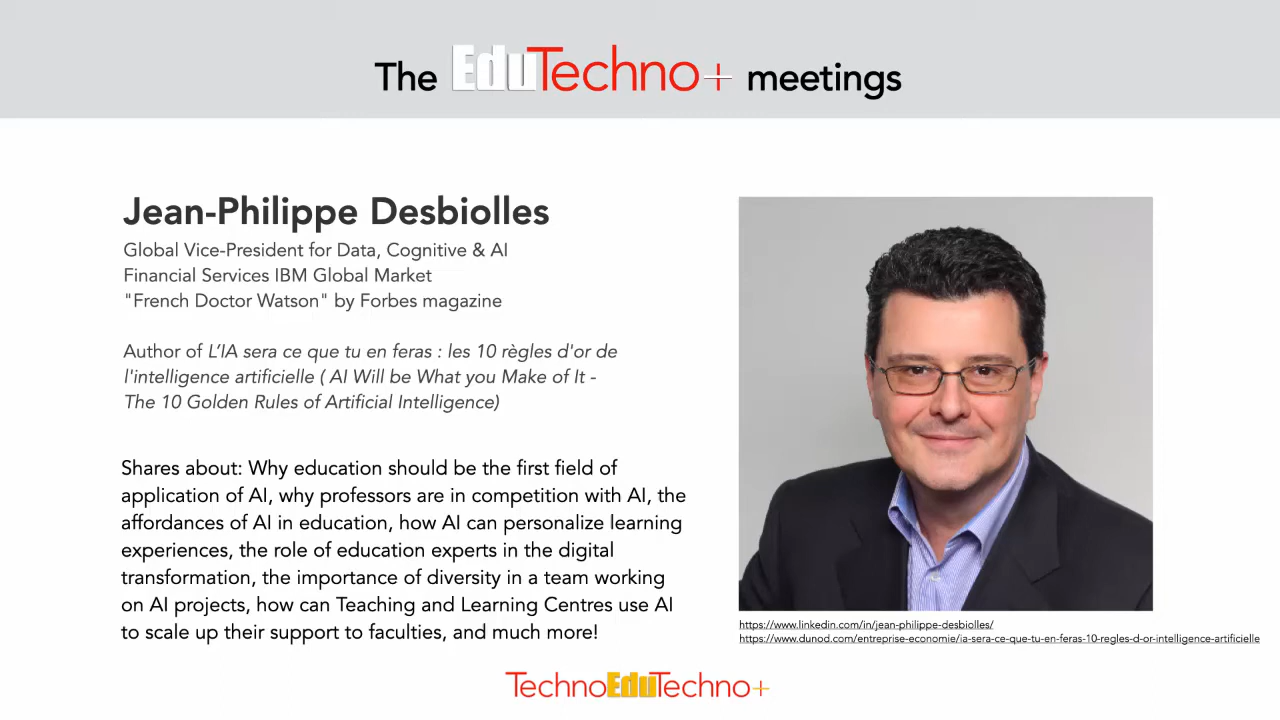 The EduTechno+ meetings
Jean-Philippe Desbiolles
Global Vice-President for Data, Cognitive & AI
Financial Services IBM Global Market
"French Doctor Watson" by Forbes magazine
Author of L’IA sera ce que tu en feras : les 10 règles d'or de
l'intelligence artificielle ( AI Will be What you Make of It -
The 10 Golden Rules of Artificial Intelligence)
Shares about: Why education should be the first field of
application of AI, why professors are in competition with AI, the
affordances of AI in education, how AI can personalize learning
experiences, the role of education experts in the digital
transformation, the importance of diversity in a team working
on AI projects, how can Teaching and Learning Centres use AI
to scale up their support to faculties, and much more!
https://www.linkedin.com/in/jean-philippe-desbiolles/
https://www.dunod.com/entreprise-economie/ia-sera-ce-que-tu-en-feras-10-regles-d-or-intelligence-artificielle
TechnoEduTechno+